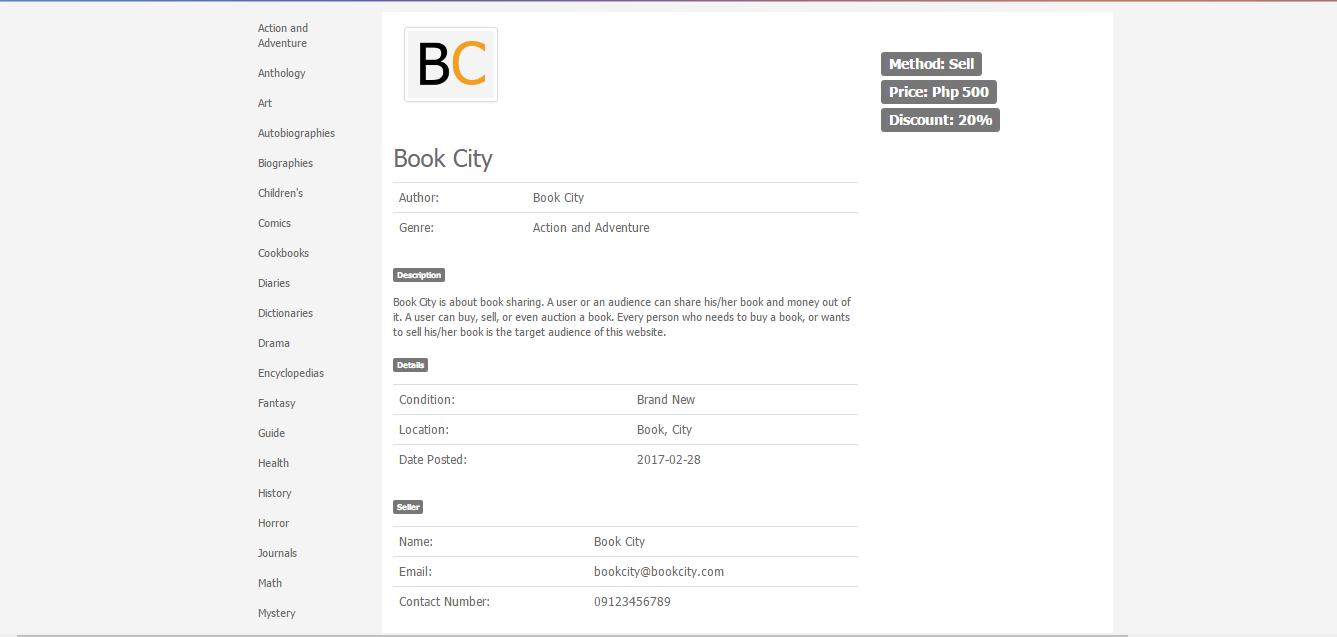 Action and
Adventure
Anthology
Art
Autobiographies
Biographies
Children's
Comics
Cookbooks
Diaries
Dictionaries
Drama
Encyclopedias
Fantasy
Guide
Health
History
Horror
Journals
Math
Mystery
BC
Method: Sell
Price: Php 500
Discount: 20%
Book City
Author: Book City
Genre: Action and Adventure
Description
Book City is about book sharing. A user or an audience can share his/her book and money out of
it. A user can buy, sell, or even auction a book. Every person who needs to buy a book, or wants
to sell his/her book is the target audience of this website.
Details
Condition: Brand New
Location: Book, City
Date Posted: 2017-02-28
Seller
Name: Book City
Email: bookcity@bookcity.com
Contact Number: 09123456789